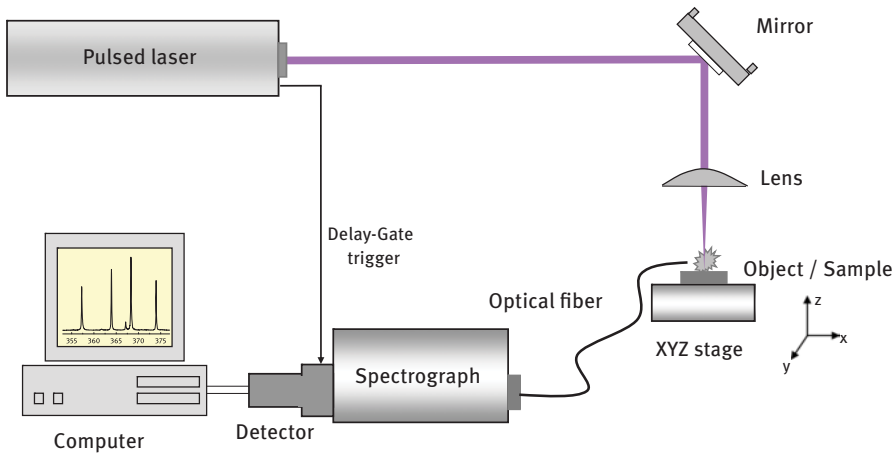 Mirror
Pulsed laser
Lens
Delay-Gate
trigger
Object / Sample
Optical fiber
z
x
y
XYZ stage
355 360 365 370 375
Spectrograph
Computer
Detector